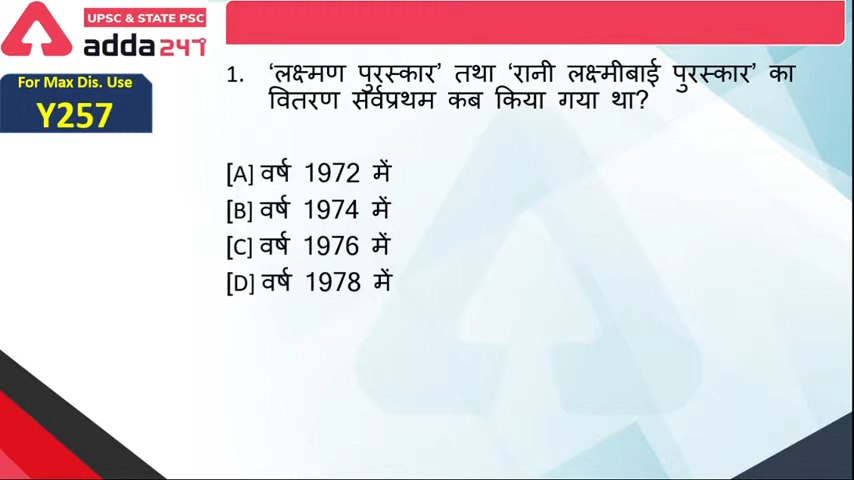 UPSC & STATE PSC
adda247
For Max Dis. Use
Y257
1. ‘लक्ष्मण पुरस्कार’ तथा ‘रानी लक्ष्मीबाई पुरस्कार’ का
वितरण सर्वप्रथम कब किया गया था?
[A] वर्ष 1972 में
[B] वर्ष 1974 में
[C] वर्ष 1976 में
[D] वर्ष 1978 में